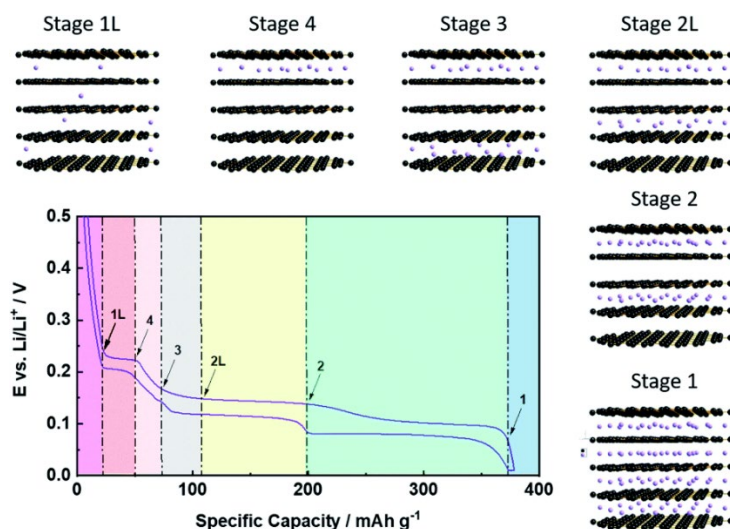 Stage 1L
Stage 4
Stage 3
Stage 2L
Stage 2
Stage 1
E vs. Li/Li⁺ / V
0.5
0.4
0.3
0.2
0.1
0.0
1L
4
3
2L
2
1
0
100
200
300
400
Specific Capacity / mAh g⁻¹